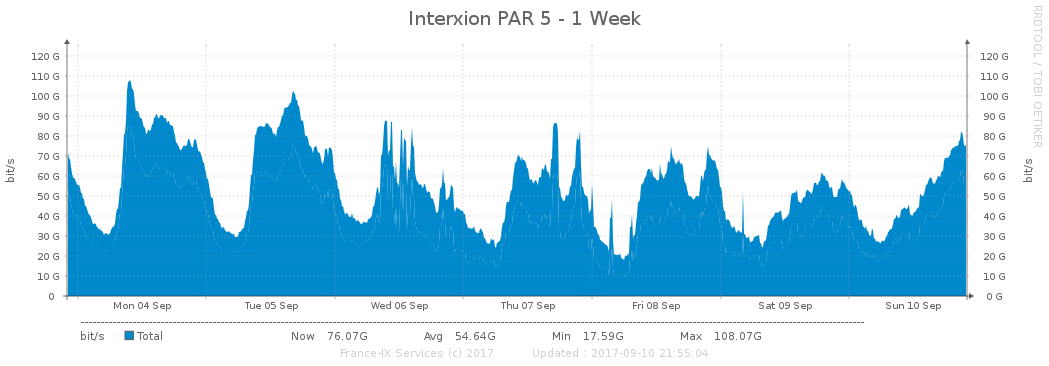 Interxion PAR 5 - 1 Week
RRDTOOL / TOBI OETIKER
bit/s
120 G 120 G
110 G 110 G
100 G 100 G
90 G 90 G
80 G 80 G
70 G 70 G
60 G 60 G
50 G 50 G
40 G 40 G
30 G 30 G
20 G 20 G
10 G 10 G
0 0 G
bit/s
Mon 04 Sep Tue 05 Sep Wed 06 Sep Thu 07 Sep Fri 08 Sep Sat 09 Sep Sun 10 Sep
bit/s Total Now 76.07G Avg 54.64G Min 17.59G Max 108.07G
France-IX Services (c) 2017 Updated : 2017-09-10 21:55:04